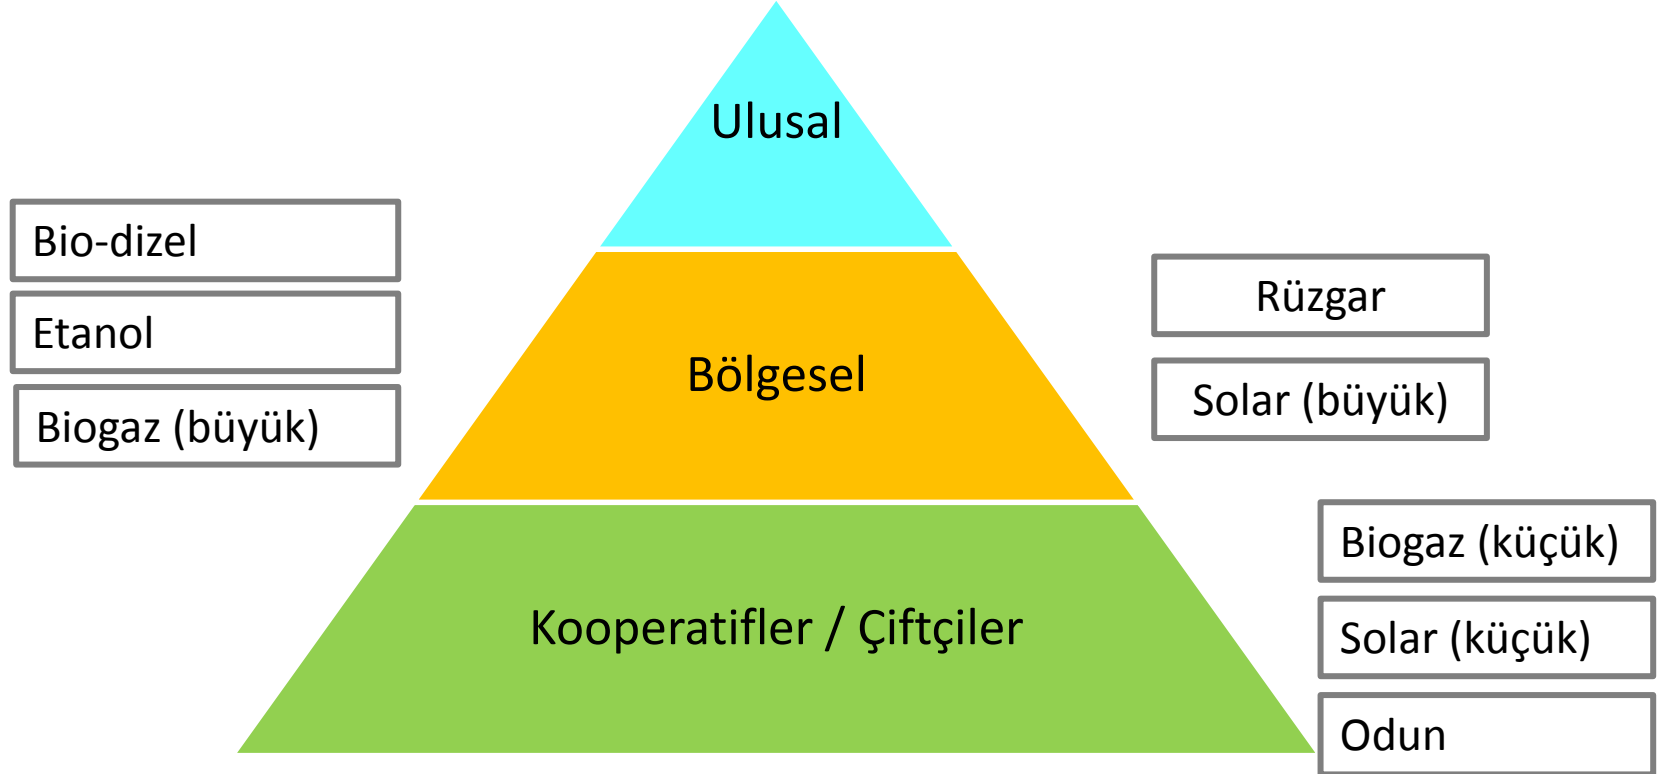 Ulusal
Bio-dizel
Etanol
Biogaz (büyük)
Bölgesel
Rüzgar
Solar (büyük)
Kooperatifler / Çiftçiler
Biogaz (küçük)
Solar (küçük)
Odun